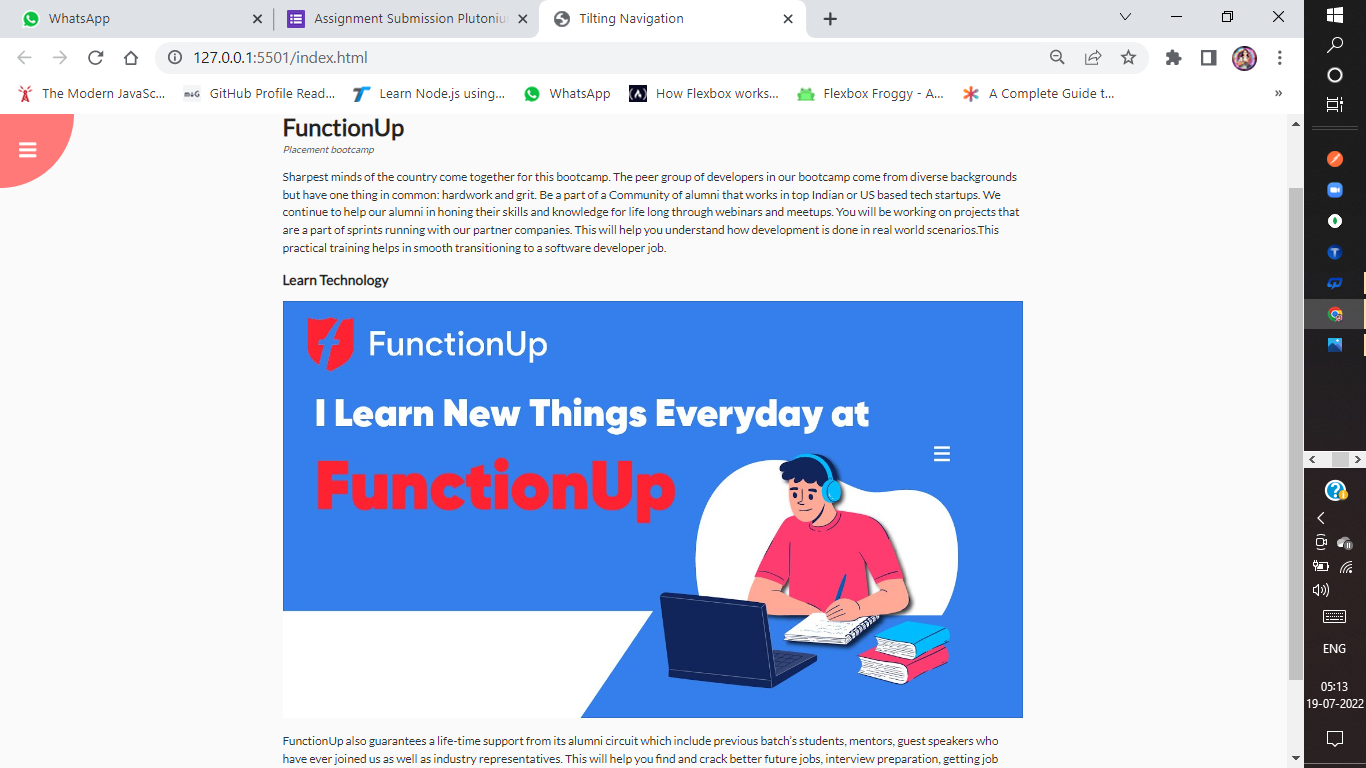 WhatsApp
Assignment Submission Plutoniu
Tilting Navigation
127.0.0.1:5501/index.html
The Modern JavaSc...
GitHub Profile Read...
Learn Node.js using...
WhatsApp
How Flexbox works...
Flexbox Froggy - A...
A Complete Guide t...
»
FunctionUp
Placement bootcamp
Sharpest minds of the country come together for this bootcamp. The peer group of developers in our bootcamp come from diverse backgrounds
but have one thing in common: hardwork and grit. Be a part of a Community of alumni that works in top Indian or US based tech startups. We
continue to help our alumni in honing their skills and knowledge for life long through webinars and meetups. You will be working on projects that
are a part of sprints running with our partner companies. This will help you understand how development is done in real world scenarios.This
practical training helps in smooth transitioning to a software developer job.
Learn Technology
FunctionUp
I Learn New Things Everyday at
FunctionUp
FunctionUp also guarantees a life-time support from its alumni circuit which include previous batch's students, mentors, guest speakers who
have ever joined us as well as industry representatives. This will help you find and crack better future jobs, interview preparation, getting job
ENG
05:13
19-07-2022